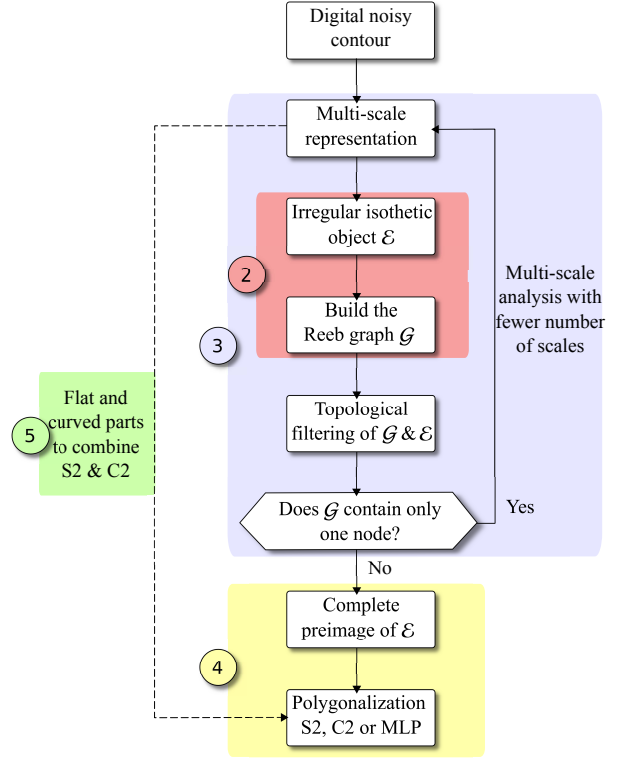 Digital noisy
contour
Multi-scale
representation
Irregular isothetic
object ℰ
2
Build the
Reeb graph 𝒢
3
Multi-scale
analysis with
fewer number
of scales
Topological
filtering of 𝒢 & ℰ
Flat and
curved parts
to combine
S2 & C2
5
Does 𝒢 contain only
one node?
Yes
No
Complete
preimage of ℰ
4
Polygonalization
S2, C2 or MLP